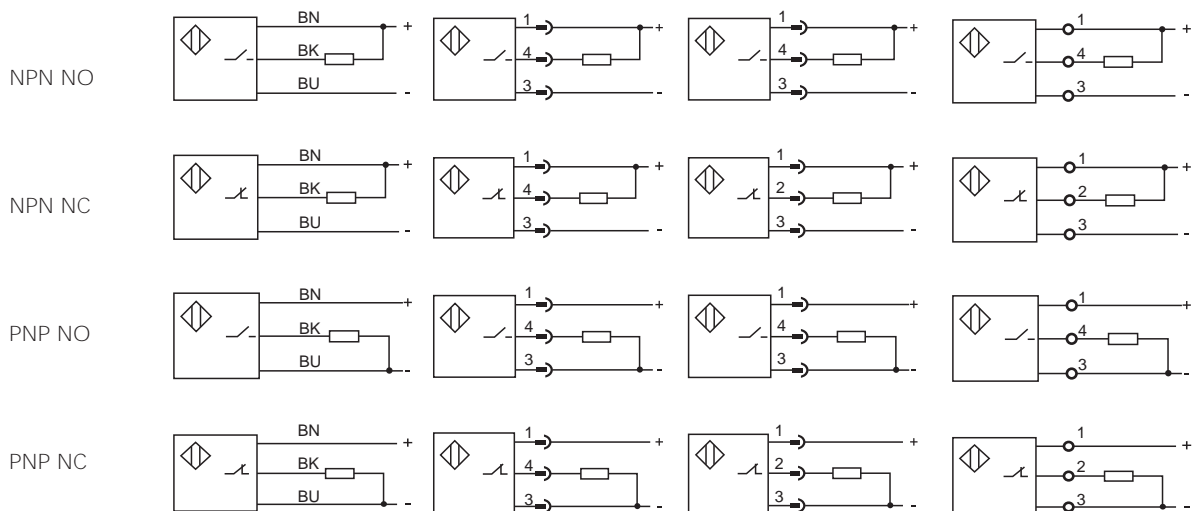 BN + 1 + 1 + 1 +
NPN NO BK 4 4 4
BU - 3 - 3 - 3 -
BN + 1 + 1 + 1 +
NPN NC BK 4 2 2
BU - 3 - 3 - 3 -
BN + 1 + 1 + 1 +
PNP NO BK 4 4 4
BU - 3 - 3 - 3 -
BN + 1 + 1 + 1 +
PNP NC BK 4 2 2
BU - 3 - 3 - 3 -